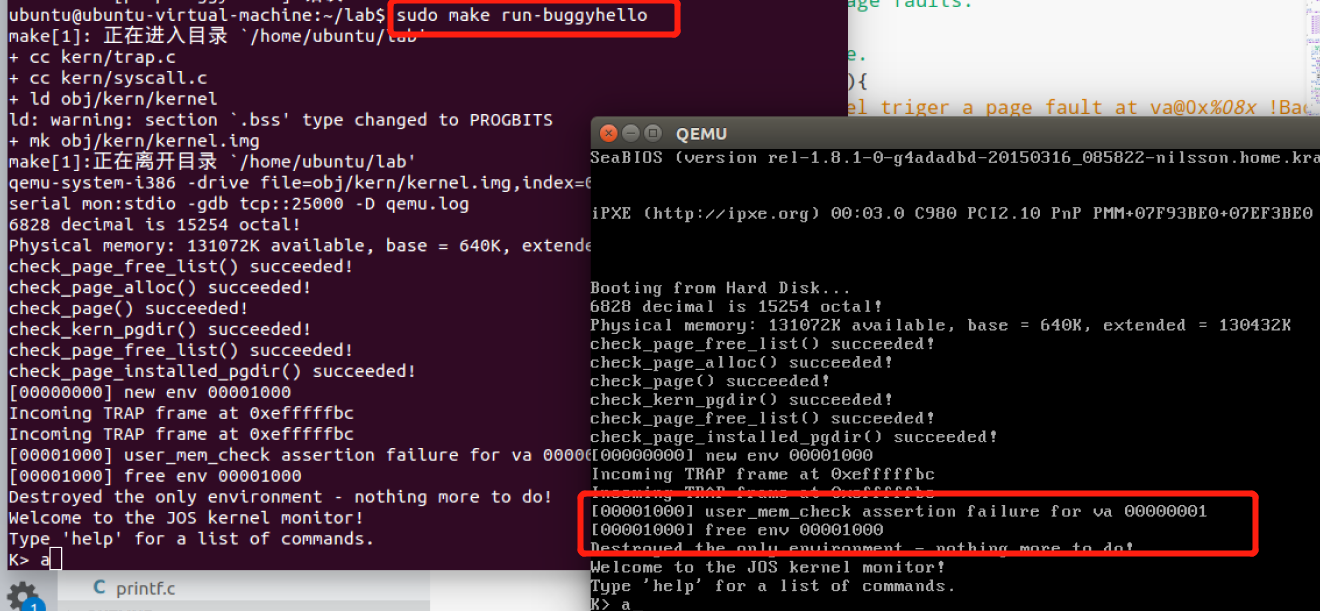 ubuntu@ubuntu-virtual-machine:~/lab$ sudo make run-buggyhello
make[1]: 正在进入目录 `/home/ubuntu/lab'
+ cc kern/trap.c
+ cc kern/syscall.c
+ ld obj/kern/kernel
ld: warning: section `.bss' type changed to PROGBITS
+ mk obj/kern/kernel.img
make[1]:正在离开目录 `/home/ubuntu/lab'
qemu-system-i386 -drive file=obj/kern/kernel.img,index=
serial mon:stdio -gdb tcp::25000 -D qemu.log
6828 decimal is 15254 octal!
Physical memory: 131072K available, base = 640K, extende
check_page_free_list() succeeded!
check_page_alloc() succeeded!
check_page() succeeded!
check_kern_pgdir() succeeded!
check_page_free_list() succeeded!
check_page_installed_pgdir() succeeded!
[00000000] new env 00001000
Incoming TRAP frame at 0xefffffbc
Incoming TRAP frame at 0xefffffbc
[00001000] user_mem_check assertion failure for va 00000
[00001000] free env 00001000
Destroyed the only environment - nothing more to do!
Welcome to the JOS kernel monitor!
Type 'help' for a list of commands.
K> a
1
C printf.c
age faults.
e.
){
el triger a page fault at va@0x%08x !Bac
QEMU
SeaBIOS (version rel-1.8.1-0-g4adadbd-20150316_085822-nilsson.home.kra
iPXE (http://ipxe.org) 00:03.0 C980 PCI2.10 PnP PMM+07F93BE0+07EF3BE0
Booting from Hard Disk...
6828 decimal is 15254 octal!
Physical memory: 131072K available, base = 640K, extended = 130432K
check_page_free_list() succeeded!
check_page_alloc() succeeded!
check_page() succeeded!
check_kern_pgdir() succeeded!
check_page_free_list() succeeded!
check_page_installed_pgdir() succeeded!
[00000000] new env 00001000
Incoming TRAP frame at 0xefffffbc
Incoming TRAP frame at 0xefffffbc
[00001000] user_mem_check assertion failure for va 00000001
[00001000] free env 00001000
Destroyed the only environment - nothing more to do!
Welcome to the JOS kernel monitor!
Type 'help' for a list of commands.
K> a